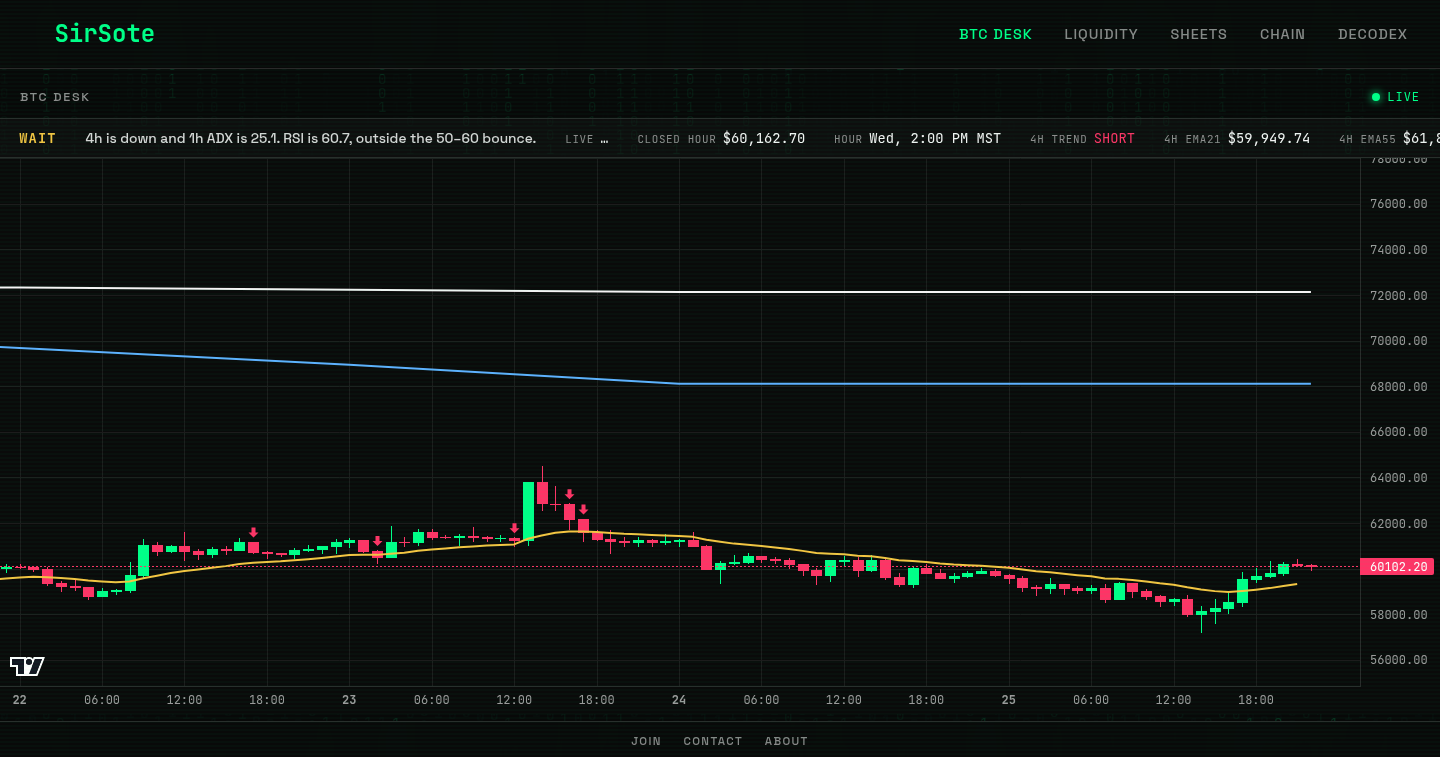 SirSote
BTC DESK LIQUIDITY SHEETS CHAIN DECODEX
BTC DESK
LIVE
WAIT 4h is down and 1h ADX is 25.1. RSI is 60.7, outside the 50–60 bounce. LIVE … CLOSED HOUR $60,162.70 HOUR Wed, 2:00 PM MST 4H TREND SHORT 4H EMA21 $59,949.74 4H EMA55 $61,8
78000.00
76000.00
74000.00
72000.00
70000.00
68000.00
66000.00
64000.00
62000.00
60102.20
58000.00
56000.00
22 06:00 12:00 18:00 23 06:00 12:00 18:00 24 06:00 12:00 18:00 25 06:00 12:00 18:00
JOIN CONTACT ABOUT